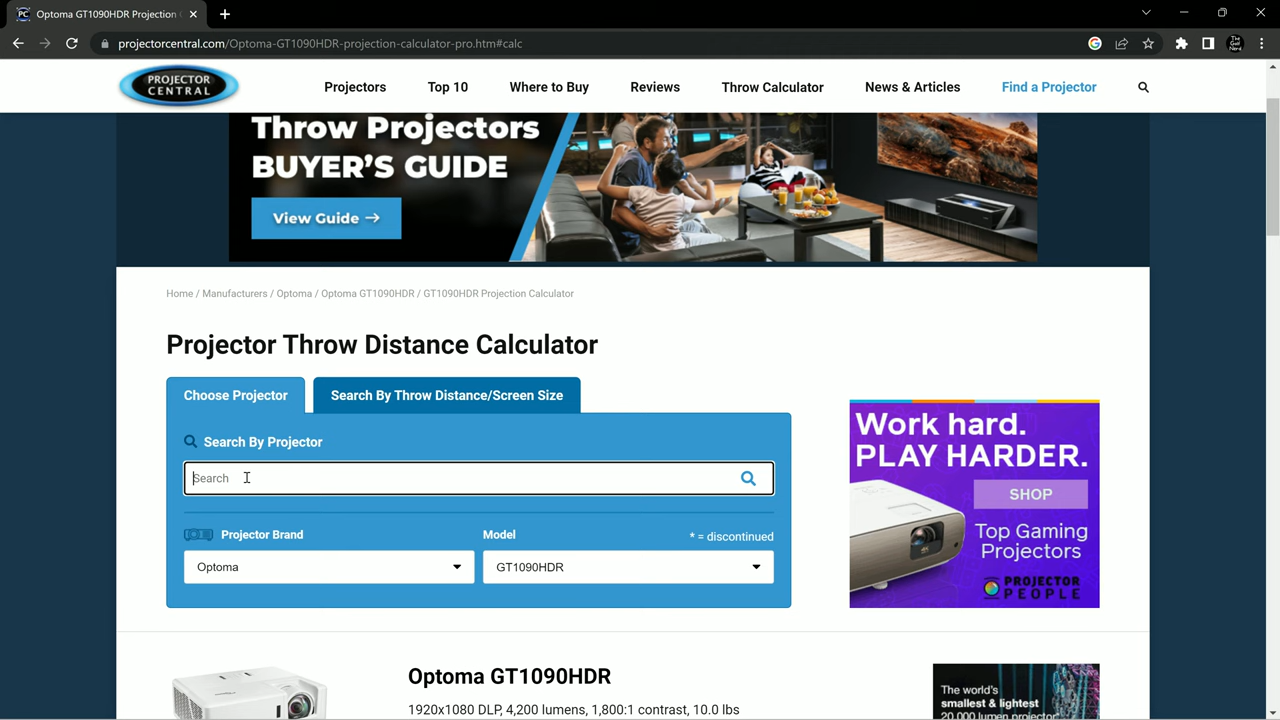 Optoma GT1090HDR Projection
projectorcentral.com/Optoma-GT1090HDR-projection-calculator-pro.htm#calc
PROJECTOR
CENTRAL
Projectors
Top 10
Where to Buy
Reviews
Throw Calculator
News & Articles
Find a Projector
Throw Projectors
BUYER'S GUIDE
View Guide →
Home / Manufacturers / Optoma / Optoma GT1090HDR / GT1090HDR Projection Calculator
Projector Throw Distance Calculator
Choose Projector
Search By Throw Distance/Screen Size
Search By Projector
Search
Projector Brand
Model
* = discontinued
Optoma
GT1090HDR
Work hard.
PLAY HARDER.
SHOP
Top Gaming
Projectors
PROJECTOR
PEOPLE
Optoma GT1090HDR
1920x1080 DLP, 4,200 lumens, 1,800:1 contrast, 10.0 lbs
The world's
smallest & lightest
20,000 lumen projector